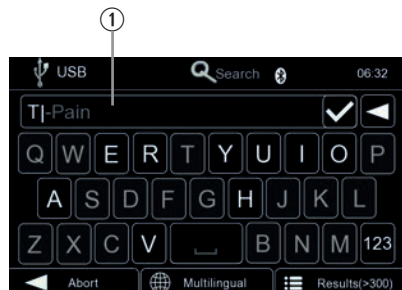 1
USB Search 06:32
T|-Pain
Q W E R T Y U I O P
A S D F G H J K L
Z X C V B N M 123
Abort Multilingual Results(>300)